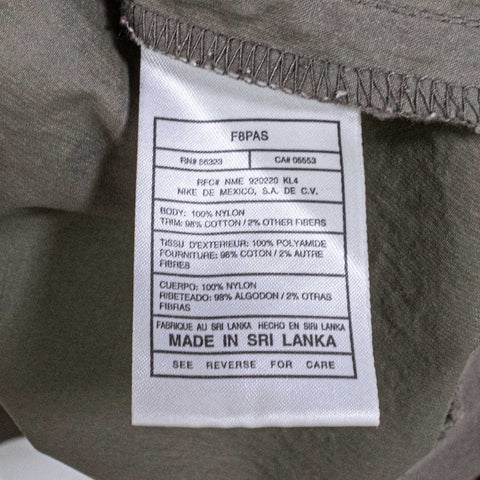 F8PAS
RN# 56323 CA# 05553
RFC# NME 920220 KL4
NIKE DE MEXICO, S.A. DE C.V.
BODY: 100% NYLON
TRIM: 98% COTTON / 2% OTHER FIBERS
TISSU D'EXTERIEUR: 100% POLYAMIDE
FOURNITURE: 98% COTON / 2% AUTRE
FIBRES
CUERPO: 100% NYLON
RIBETEADO: 98% ALGODON / 2% OTRAS
FIBRAS
FABRIQUE AU SRI LANKA HECHO EN SIRI LANKA
MADE IN SRI LANKA
SEE REVERSE FOR CARE